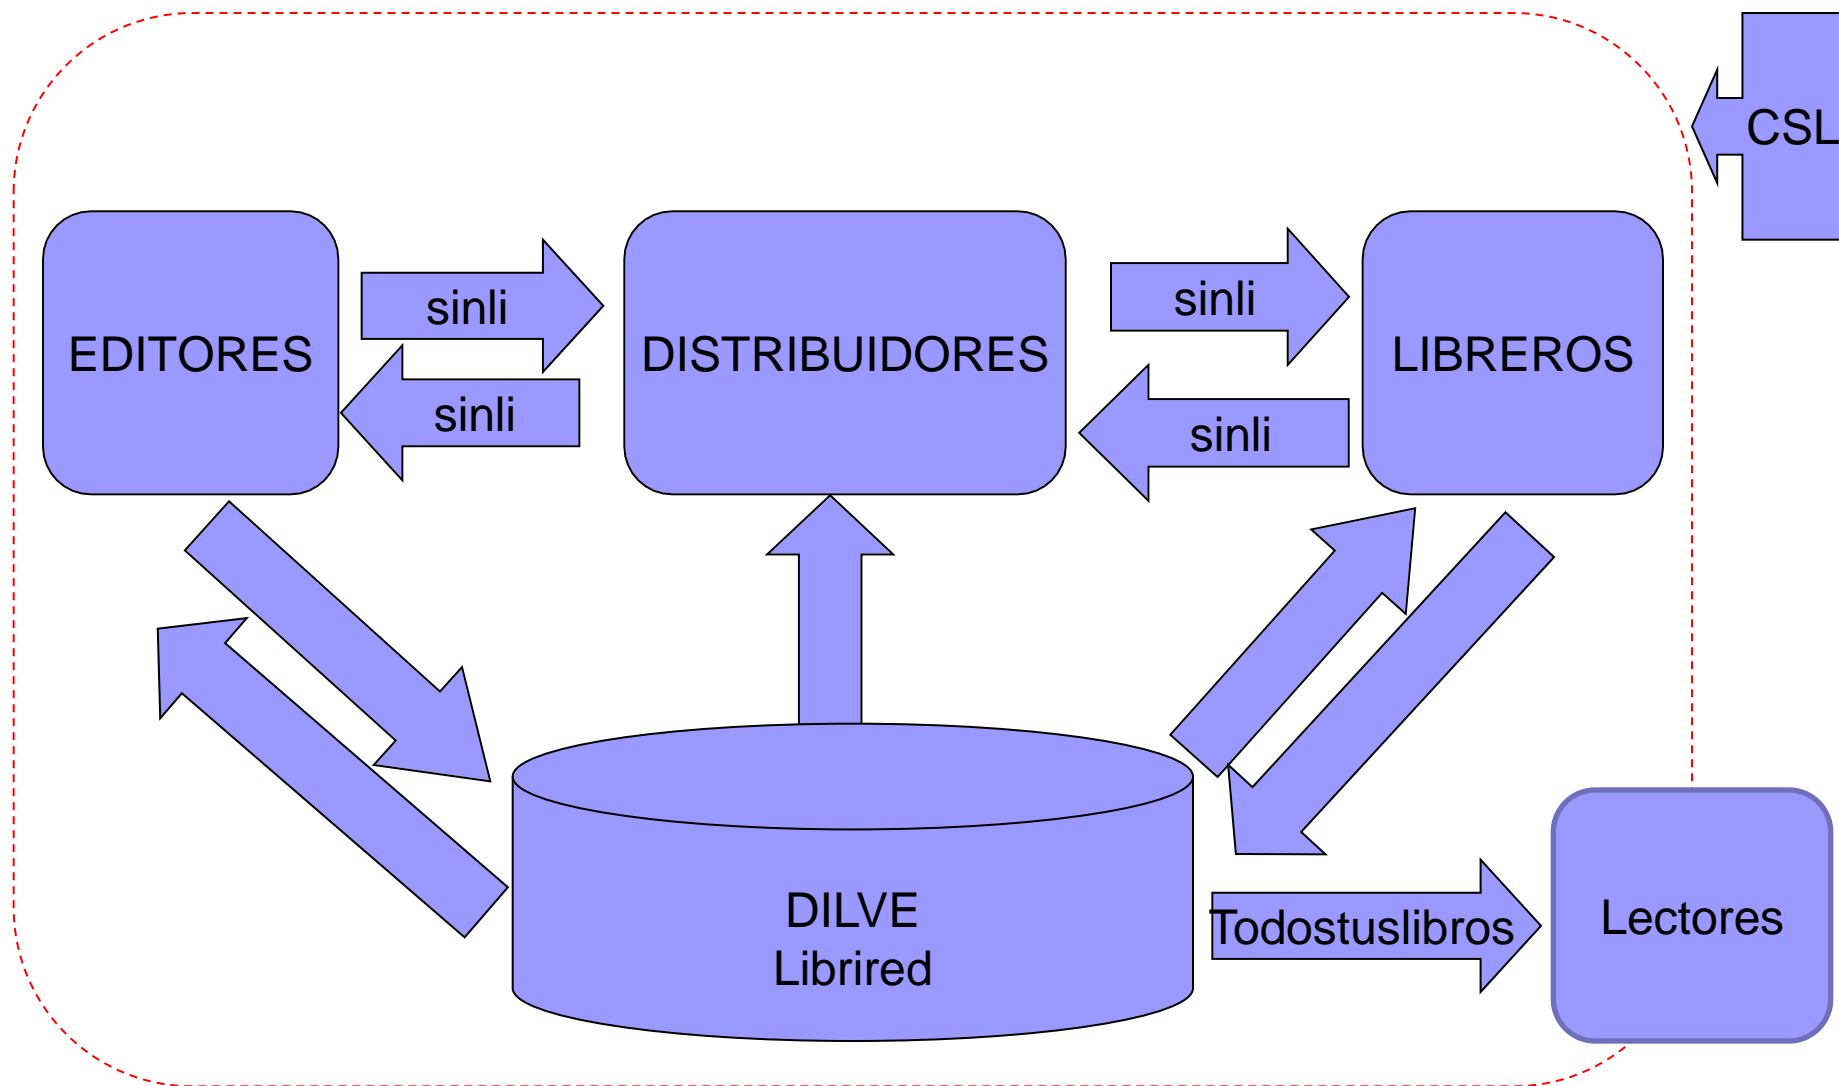 CSL
sinli
sinli
EDITORES
DISTRIBUIDORES
LIBREROS
sinli
sinli
DILVE
Librired
Todostuslibros
Lectores